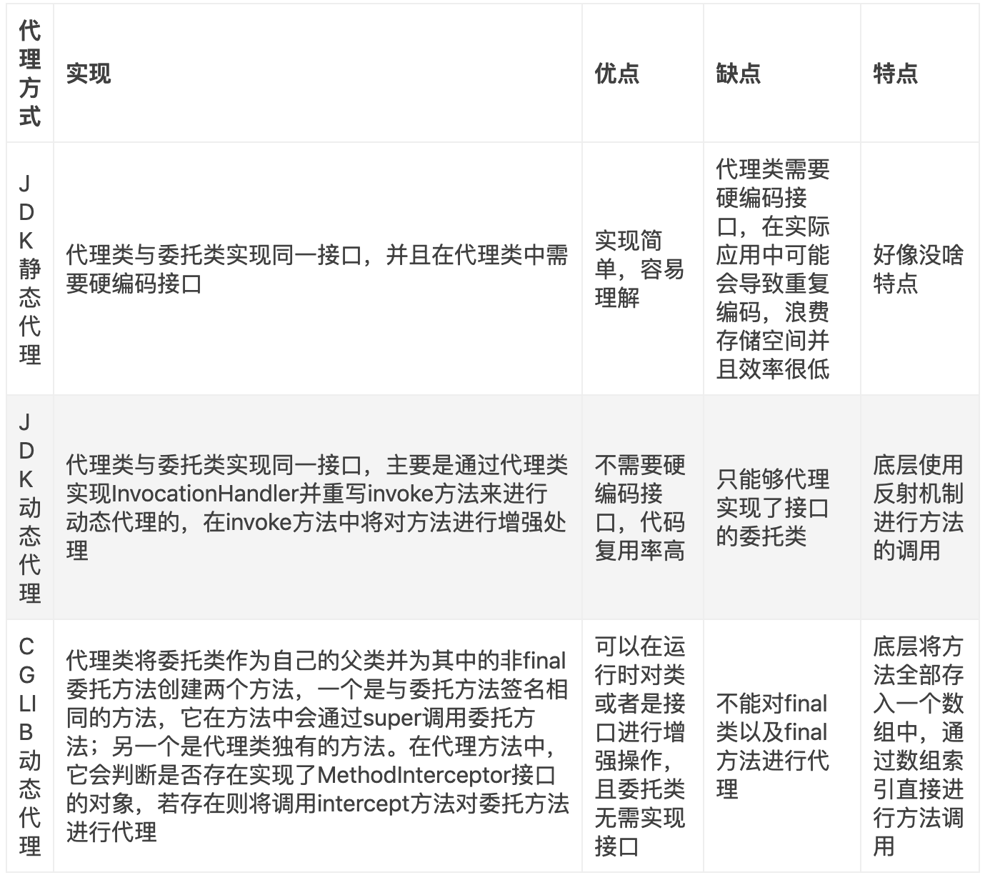 代
理
方
式
实现
优点
缺点
特点
J
D
K
静
态
代
理
代理类与委托类实现同一接口，并且在代理类中需
要硬编码接口
实现简
单，容易
理解
代理类需要
硬编码接
口，在实际
应用中可能
会导致重复
编码，浪费
存储空间并
且效率很低
好像没啥
特点
J
D
K
动
态
代
理
代理类与委托类实现同一接口，主要是通过代理类
实现InvocationHandler并重写invoke方法来进行
动态代理的，在invoke方法中将对方法进行增强处
理
不需要硬
编码接
口，代码
复用率高
只能够代理
实现了接口
的委托类
底层使用
反射机制
进行方法
的调用
C
G
LI
B
动
态
代
理
代理类将委托类作为自己的父类并为其中的非final
委托方法创建两个方法，一个是与委托方法签名相
同的方法，它在方法中会通过super调用委托方
法；另一个是代理类独有的方法。在代理方法中，
它会判断是否存在实现了MethodInterceptor接口
的对象，若存在则将调用intercept方法对委托方法
进行代理
可以在运
行时对类
或者是接
口进行增
强操作，
且委托类
无需实现
接口
不能对final
类以及final
方法进行代
理
底层将方
法全部存
入一个数
组中，通
过数组索
引直接进
行方法调
用